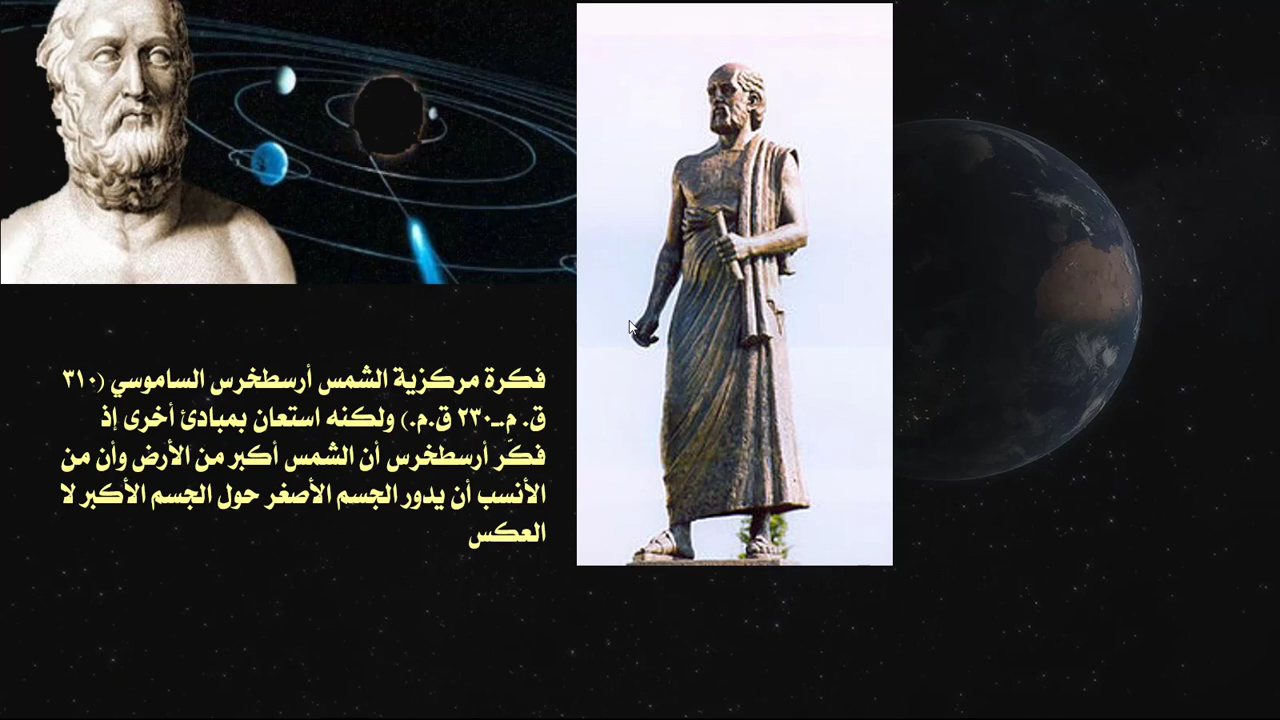 فكرة مركزية الشمس أرسطخرس الساموسي (٣١٠
ق. م-٢٣٠ ق.م.) ولكنه استعان بمبادئ أخرى إذ
فكّر أرسطخرس أن الشمس أكبر من الأرض وأن من
الأنسب أن يدور الجسم الأصغر حول الجسم الأكبر لا
العكس